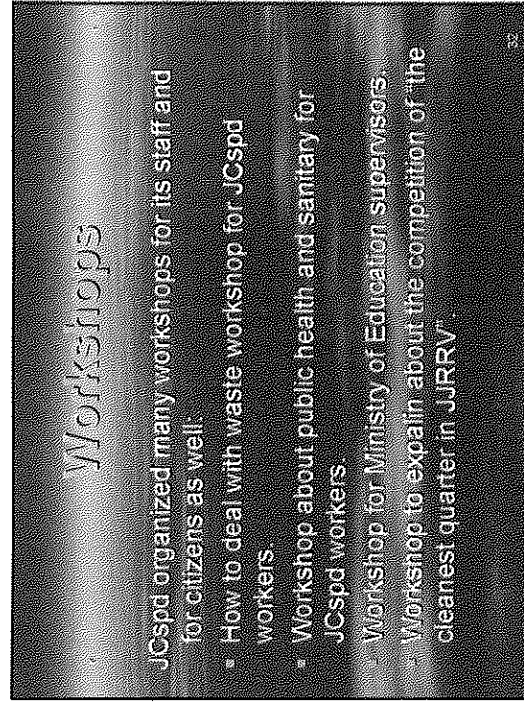 Workshops
JCspd organized many workshops for its staff and
for citizens as well:
▪ How to deal with waste workshop for JCspd
workers.
▪ Workshop about public health and sanitary for
JCspd workers.
▪ Workshop for Ministry of Education supervisors.
▪ Workshop to expalin about the competition of "the
cleanest quarter in JJRRV".
32